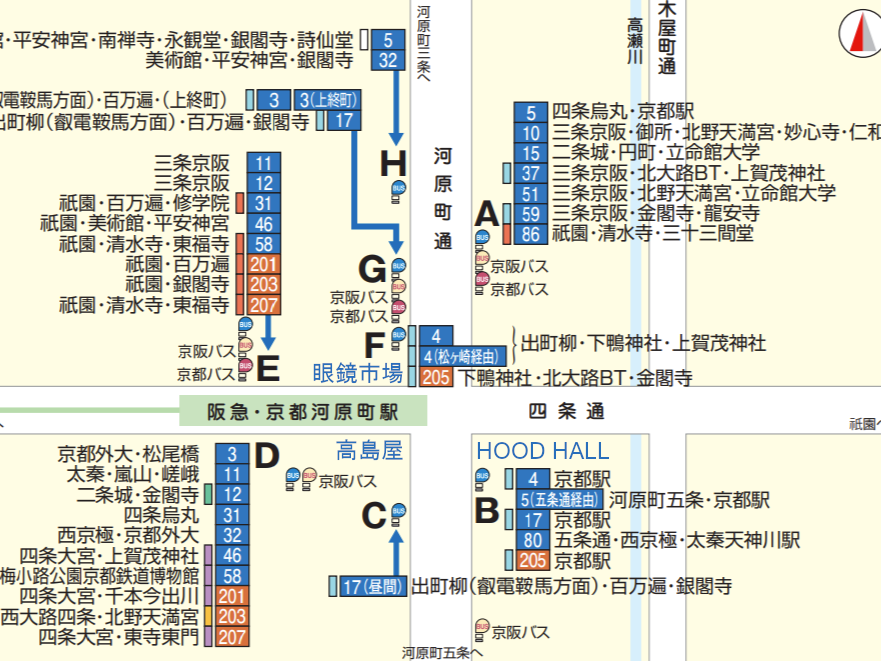 平安神宮・南禅寺・永観堂・銀閣寺・詩仙堂 5
美術館・平安神宮・銀閣寺 32
河原町三条へ
高瀬川
木屋町通
叡電鞍馬方面)・百万遍・(上終町) 3 3(上終町)
出町柳(叡電鞍馬方面)・百万遍・銀閣寺 17
H
BUS
河原町通
三条京阪 11
三条京阪 12
祇園・百万遍・修学院 31
祇園・美術館・平安神宮 46
祇園・清水寺・東福寺 58
祇園・百万遍 201
祇園・銀閣寺 203
祇園・清水寺・東福寺 207
BUS
京阪バス BUS
京都バス BUS
E
A
5 四条烏丸・京都駅
10 三条京阪・御所・北野天満宮・妙心寺・仁和
15 二条城・円町・立命館大学
37 三条京阪・北大路BT・上賀茂神社
51 三条京阪・北野天満宮・立命館大学
59 三条京阪・金閣寺・龍安寺
86 祇園・清水寺・三十三間堂
BUS
BUS 京阪バス
BUS 京都バス
G
BUS
京阪バス BUS
京都バス BUS
F
BUS
4
4(松ヶ崎経由)
出町柳・下鴨神社・上賀茂神社
眼鏡市場
205 下鴨神社・北大路BT・金閣寺
阪急・京都河原町駅
四条通
祇園へ
京都外大・松尾橋 3
太秦・嵐山・嵯峨 11
二条城・金閣寺 12
四条烏丸 31
西京極・京都外大 32
四条大宮・上賀茂神社 46
梅小路公園京都鉄道博物館 58
四条大宮・千本今出川 201
西大路四条・北野天満宮 203
四条大宮・東寺東門 207
D
BUS BUS 京阪バス
高島屋
C
BUS
17(昼間) 出町柳(叡電鞍馬方面)・百万遍・銀閣寺
HOOD HALL
BUS
B
4 京都駅
5(五条通経由) 河原町五条・京都駅
17 京都駅
80 五条通・西京極・太秦天神川駅
205 京都駅
BUS 京阪バス
河原町五条へ